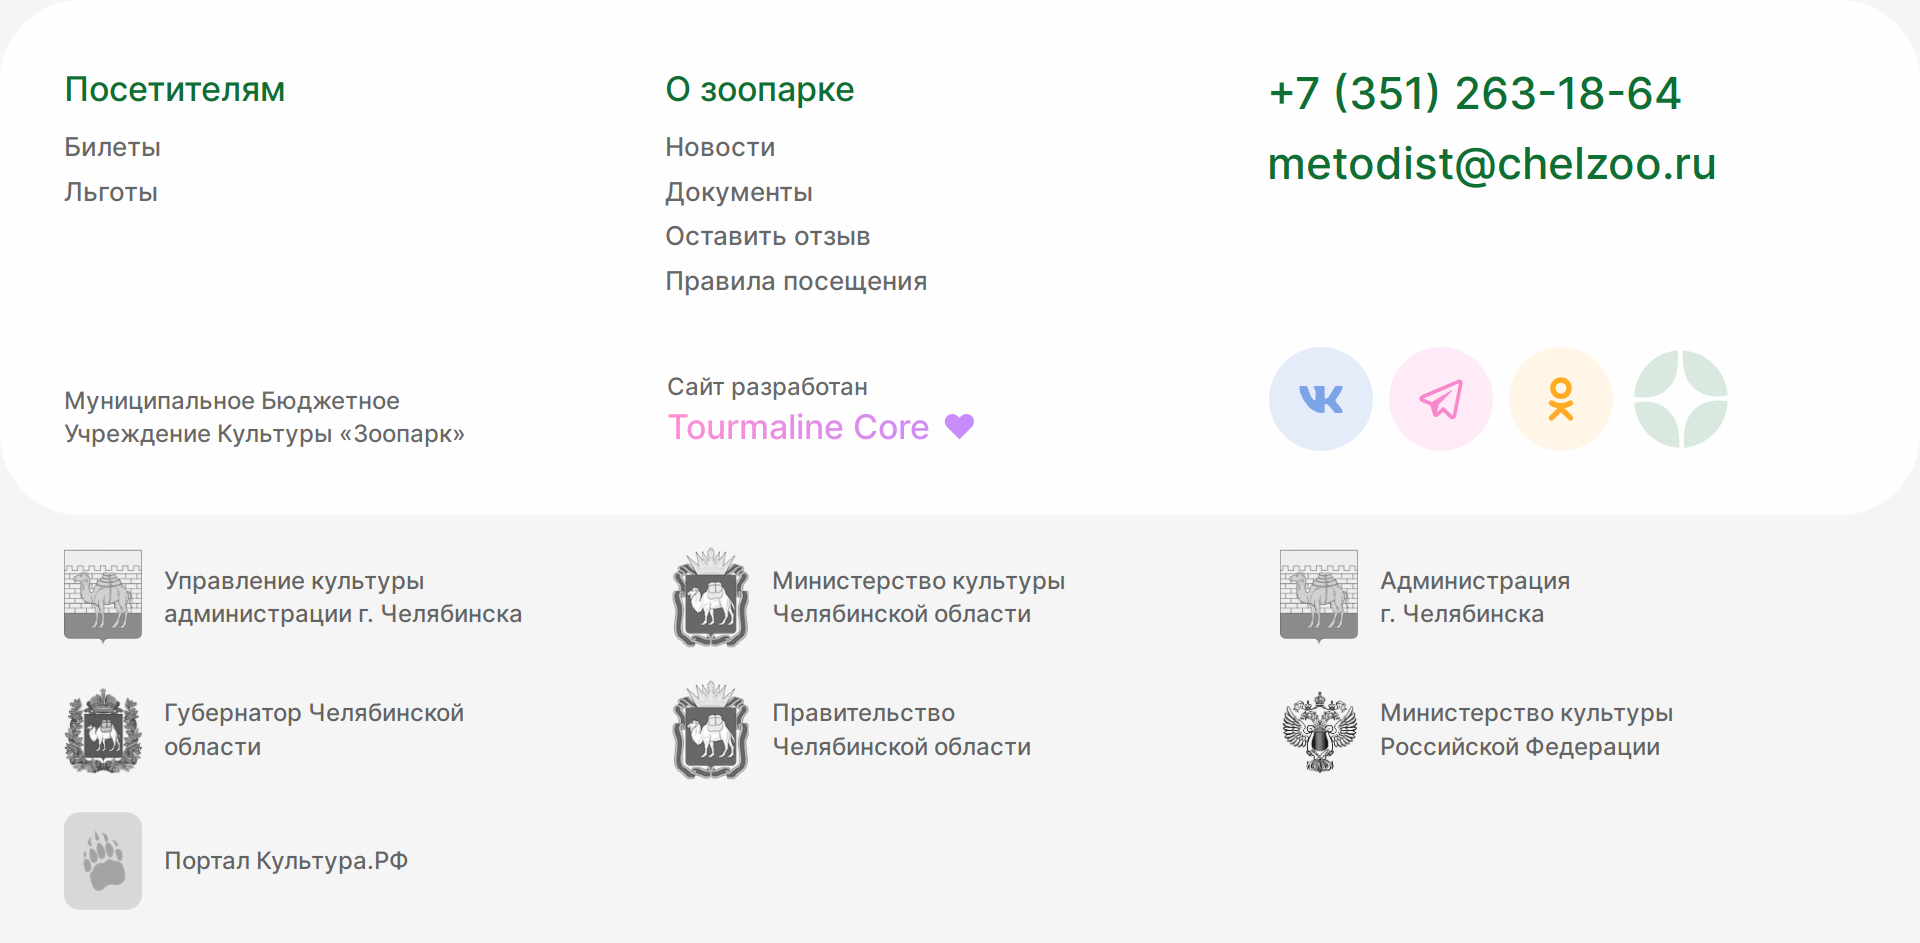 Посетителям
Билеты
Льготы
О зоопарке
Новости
Документы
Оставить отзыв
Правила посещения
+7 (351) 263-18-64
metodist@chelzoo.ru
Муниципальное Бюджетное
Учреждение Культуры «Зоопарк»
Сайт разработан
Tourmaline Core
Управление культуры
администрации г. Челябинска
Министерство культуры
Челябинской области
Администрация
г. Челябинска
Губернатор Челябинской
области
Правительство
Челябинской области
Министерство культуры
Российской Федерации
Портал Культура.РФ